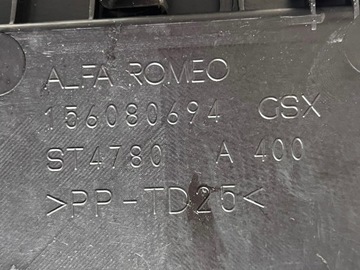 ALFA ROMEO
156080694 GSX
ST4780 A 400
>PP-TD25<